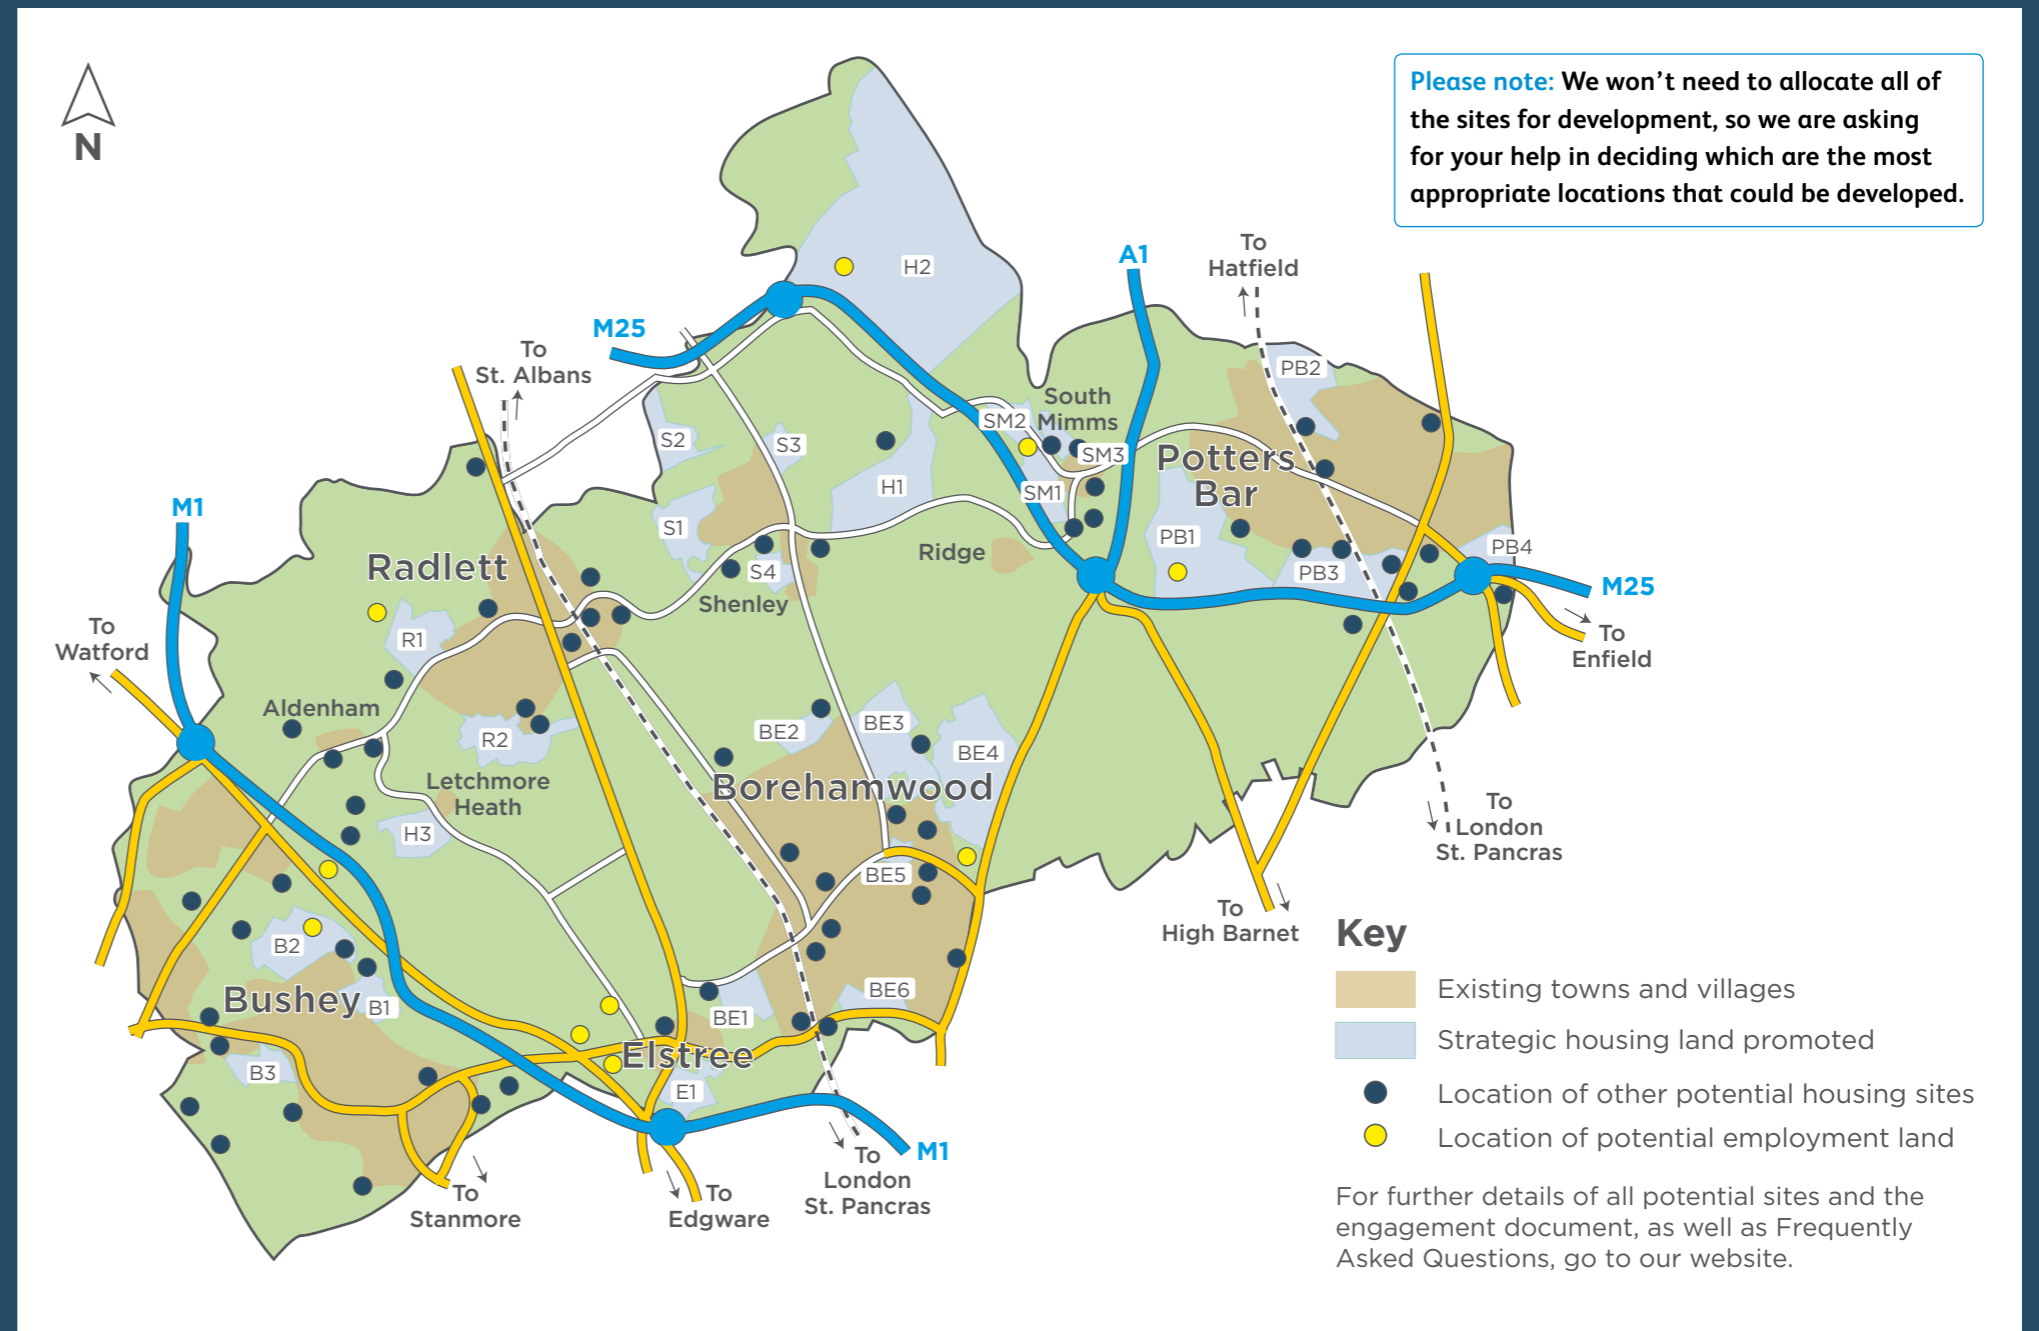 Please note: We won't need to allocate all of
the sites for development, so we are asking
for your help in deciding which are the most
appropriate locations that could be developed.
N
H2
A1
To
Hatfield
M25
To
St. Albans
PB2
South
Mimms
SM2
S2
S3
SM3
Potters
Bar
H1
SM1
M1
S1
PB1
PB4
Ridge
Radlett
S4
PB3
M25
Shenley
To
Watford
R1
To
Enfield
Aldenham
BE2
BE3
R2
BE4
Letchmore
Heath
Borehamwood
To
London
St. Pancras
H3
BE5
To
High Barnet
B2
Bushey
B1
BE6
BE1
Elstree
B3
E1
M1
To
London
St. Pancras
To
Stanmore
To
Edgware
Key
Existing towns and villages
Strategic housing land promoted
Location of other potential housing sites
Location of potential employment land
For further details of all potential sites and the
engagement document, as well as Frequently
Asked Questions, go to our website.